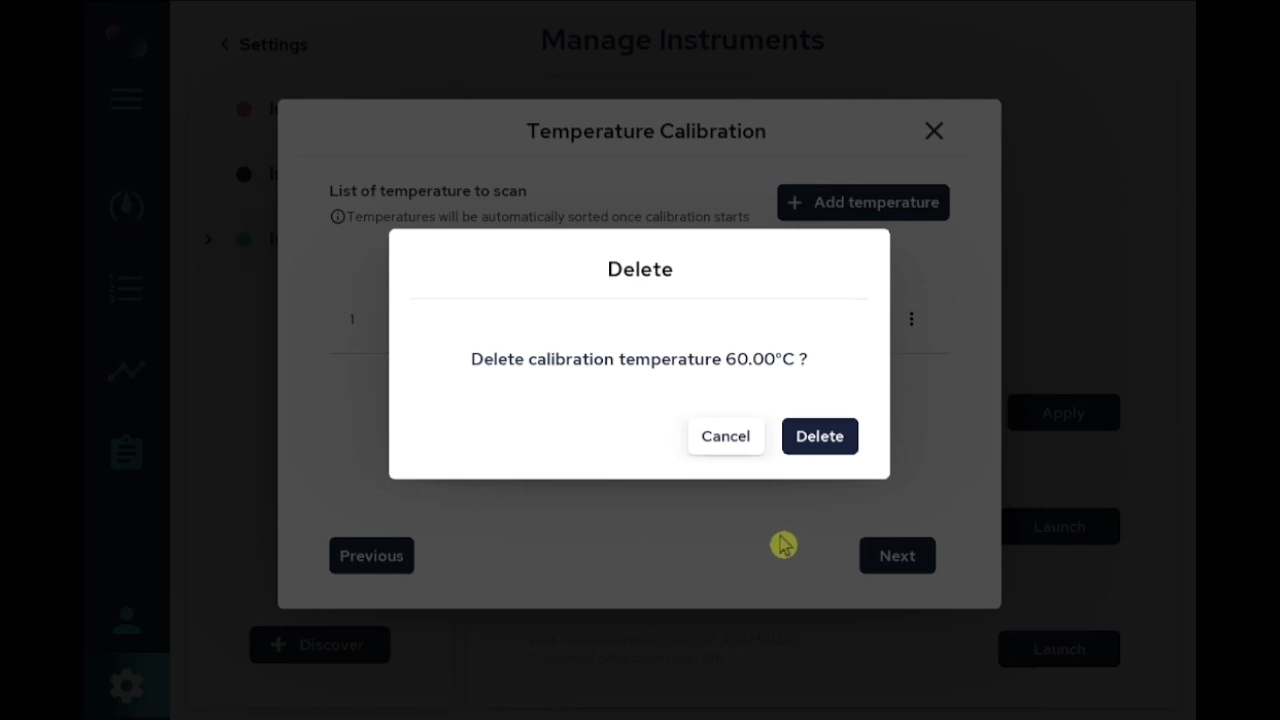 Settings
Manage Instruments
Temperature Calibration
List of temperature to scan
Temperatures will be automatically sorted once calibration starts
+ Add temperature
Delete
1
Delete calibration temperature 60.00°C ?
Cancel
Delete
Apply
Launch
Previous
Next
+ Discover
Launch